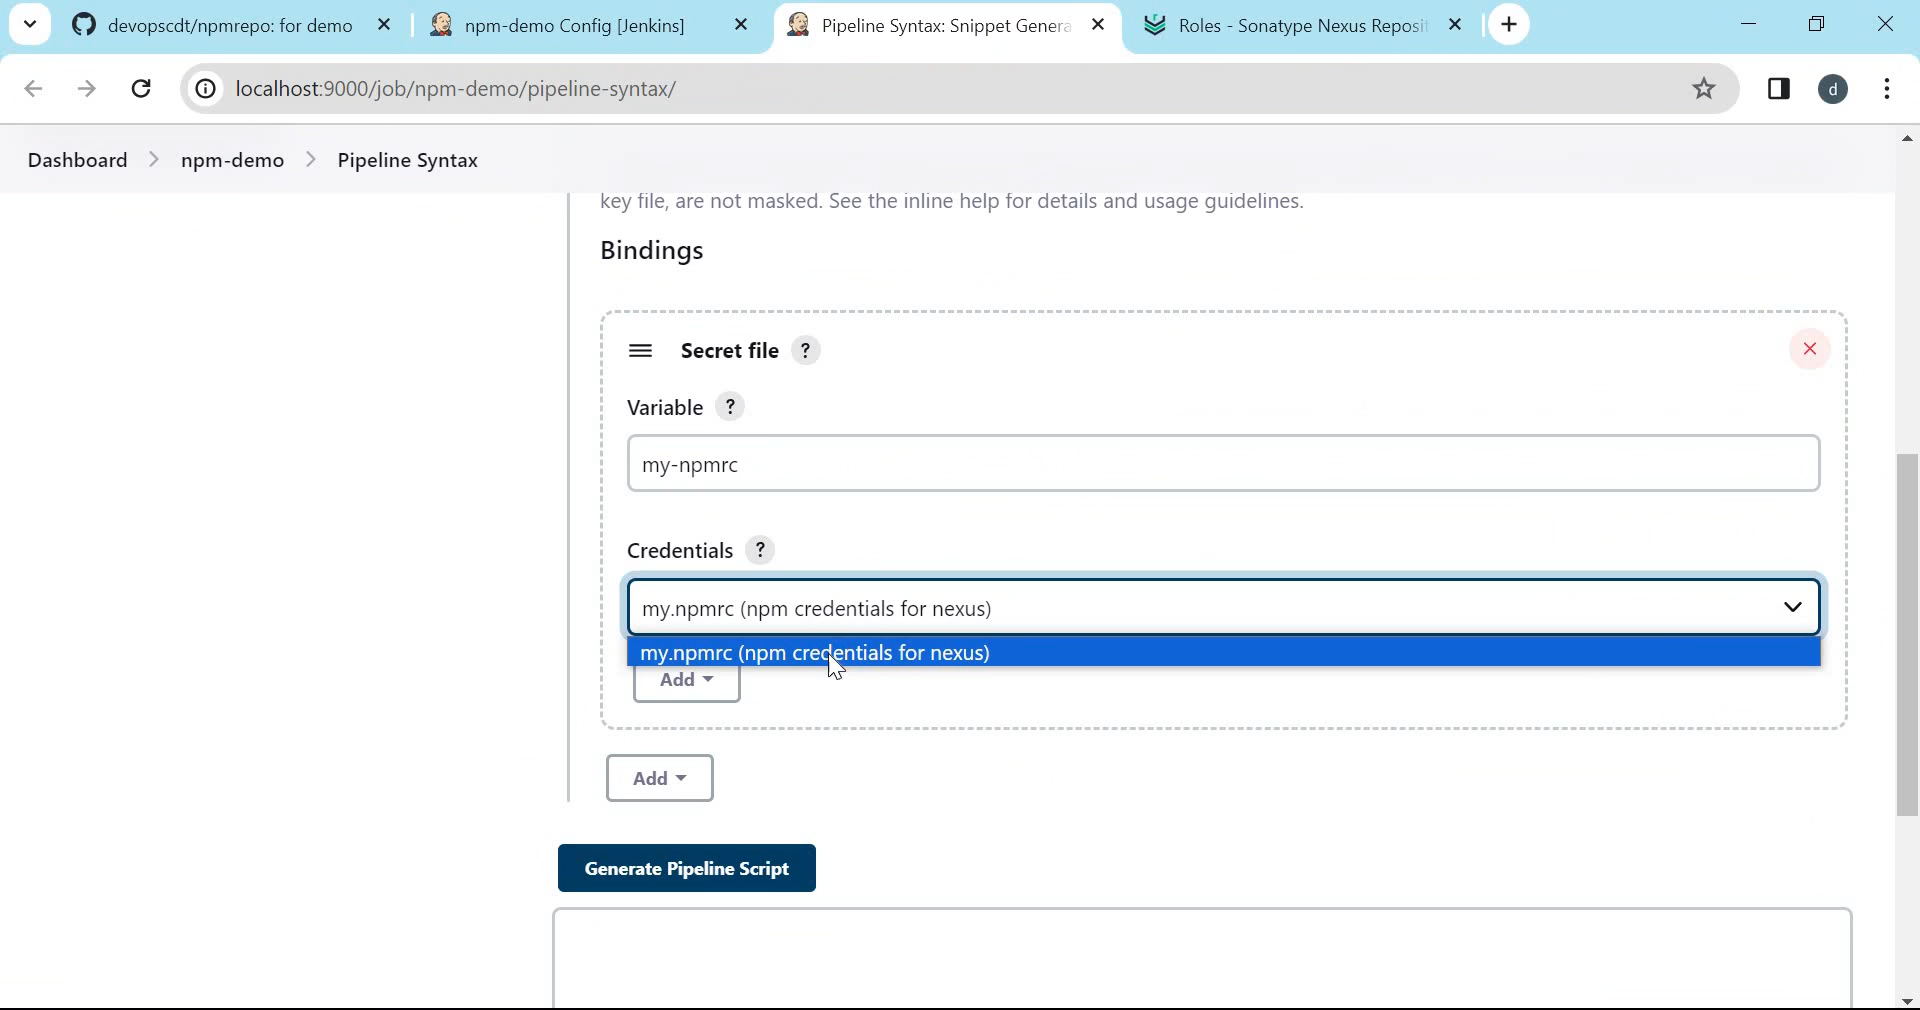 devopscdt/npmrepo: for demo
npm-demo Config [Jenkins]
Pipeline Syntax: Snippet Genera
Roles - Sonatype Nexus Reposit
localhost:9000/job/npm-demo/pipeline-syntax/
d
Dashboard > npm-demo > Pipeline Syntax
key file, are not masked. See the inline help for details and usage guidelines.
Bindings
Secret file ?
Variable ?
my-npmrc
Credentials ?
my.npmrc (npm credentials for nexus)
my.npmrc (npm credentials for nexus)
Add
Add
Generate Pipeline Script